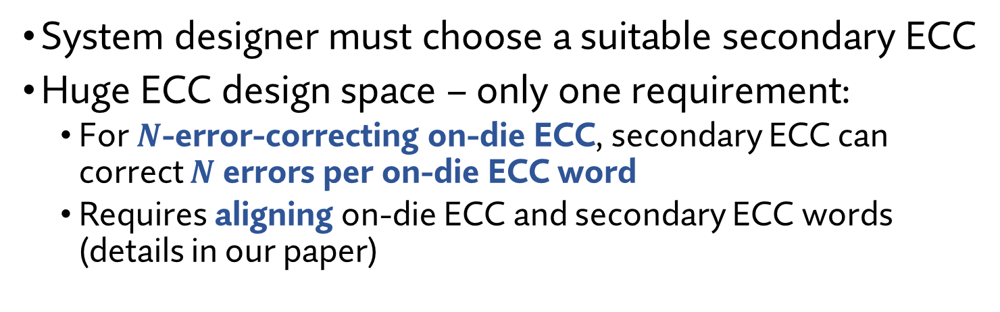 • System designer must choose a suitable secondary ECC
• Huge ECC design space – only one requirement:
• For N-error-correcting on-die ECC, secondary ECC can
correct N errors per on-die ECC word
• Requires aligning on-die ECC and secondary ECC words
(details in our paper)